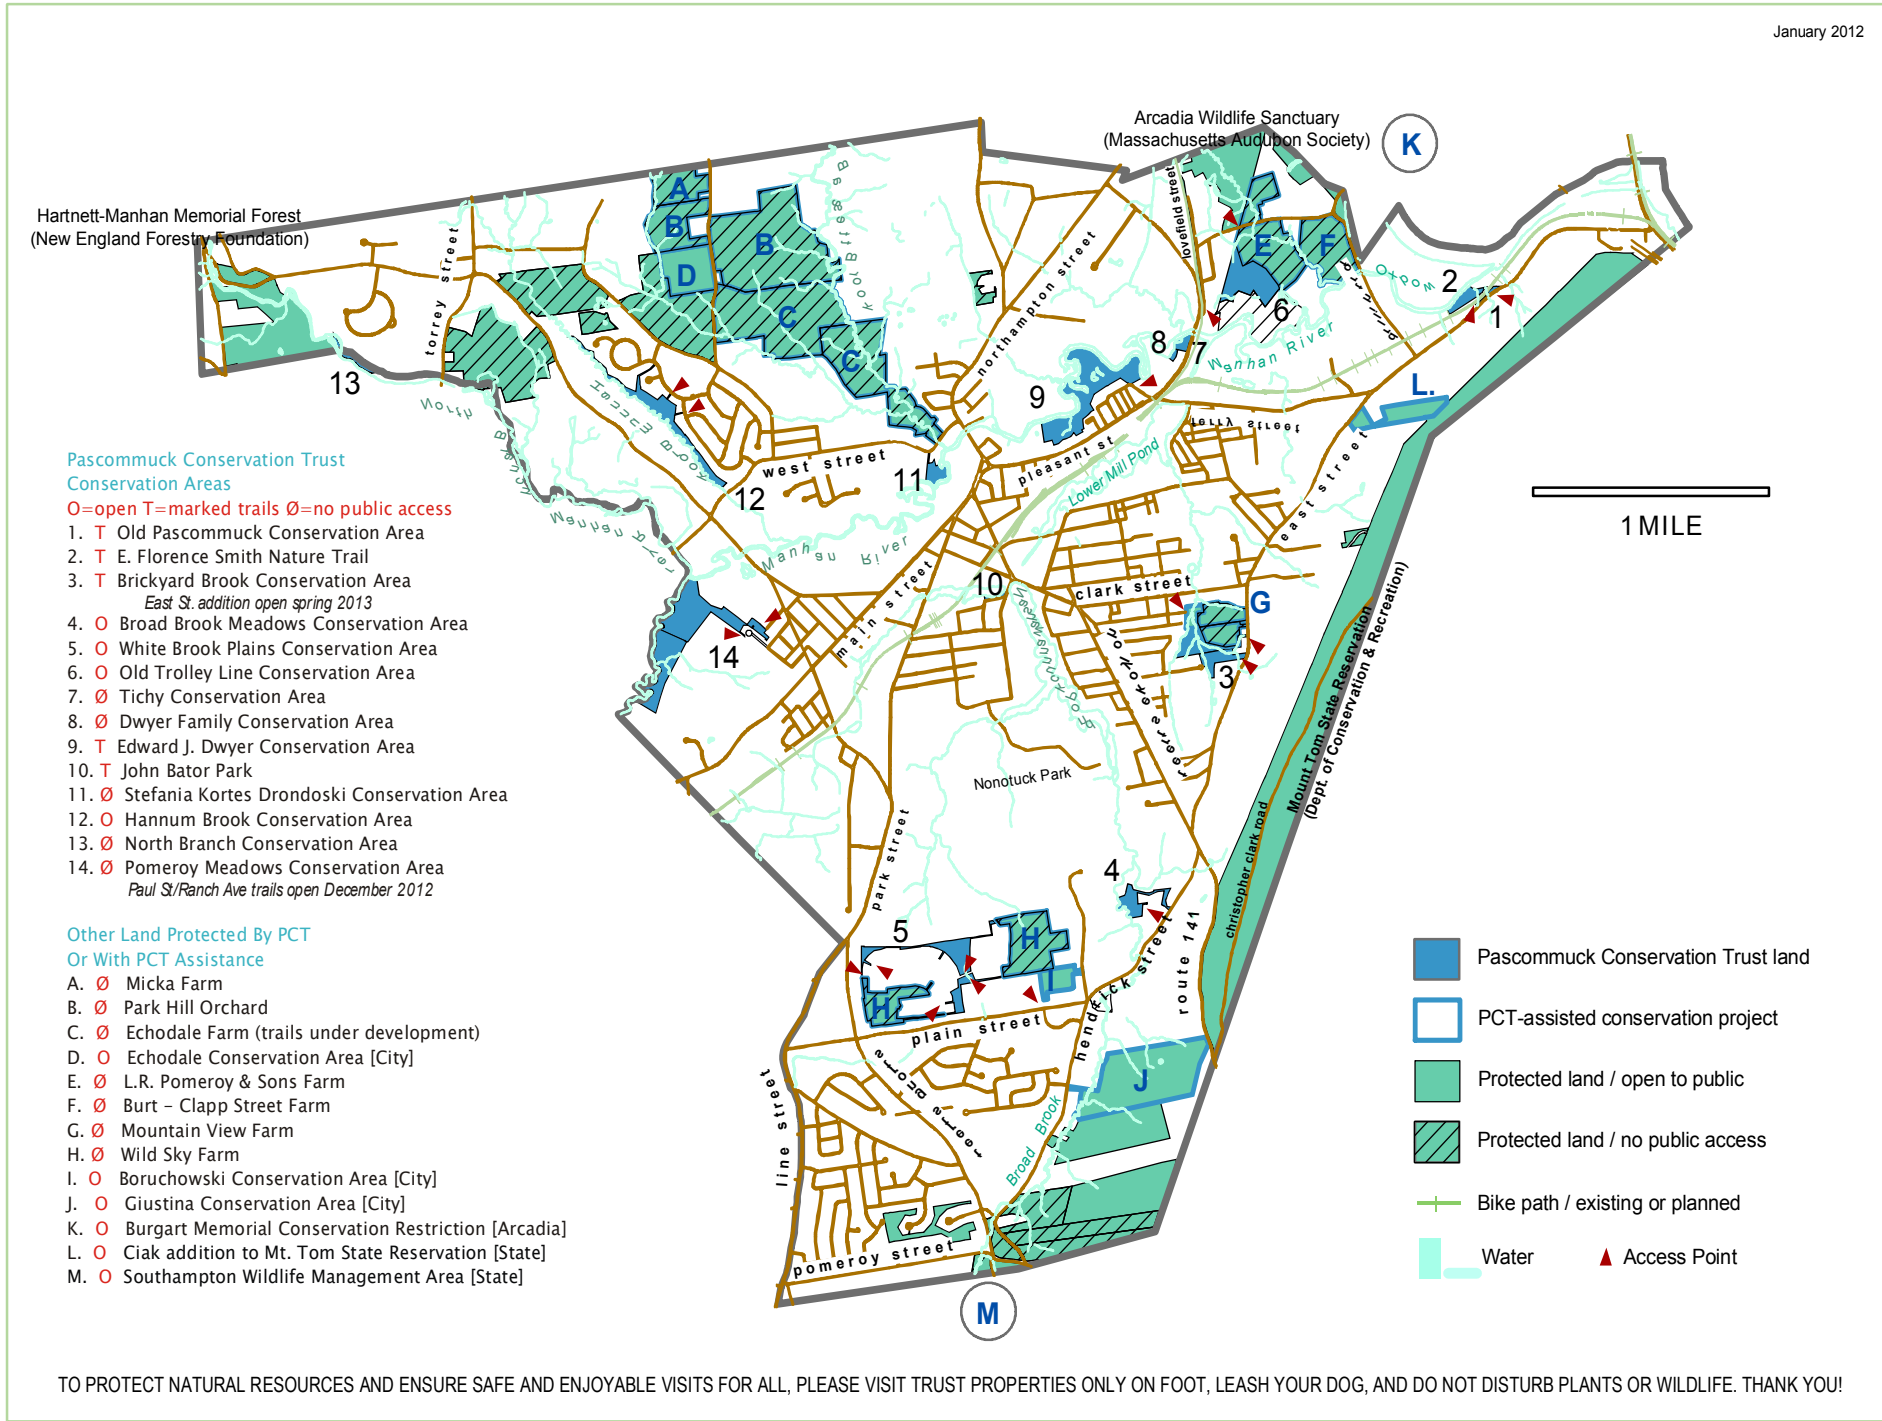 January 2012
Arcadia Wildlife Sanctuary
(Massachusetts Audubon Society)
K
Hartnett-Manhan Memorial Forest
(New England Forestry Foundation)
A
B
B
D
C
C
E
F
Bassett Brook
torrey street
lovefield street
northampton street
Oxbow
2
1
6
8
7
Manhan River
9
13
North Branch
Manhan River
Hannum Brook
L.
ferry street
pleasant st
Lower Mill Pond
east street
west street
11
12
Manhan River
main street
10
clark street
G
3
14
1 MILE
Mount Tom State Reservation
(Dept. of Conservation & Recreation)
christopher clark road
Nonotuck Park
park street
4
5
H
H
I
route 141
hendrick street
plain street
J
line street
Broad Brook
pomeroy street
M
Pascommuck Conservation Trust
Conservation Areas
O=open T=marked trails Ø=no public access
1. T Old Pascommuck Conservation Area
2. T E. Florence Smith Nature Trail
3. T Brickyard Brook Conservation Area
East St. addition open spring 2013
4. O Broad Brook Meadows Conservation Area
5. O White Brook Plains Conservation Area
6. O Old Trolley Line Conservation Area
7. Ø Tichy Conservation Area
8. Ø Dwyer Family Conservation Area
9. T Edward J. Dwyer Conservation Area
10. T John Bator Park
11. Ø Stefania Kortes Drondoski Conservation Area
12. O Hannum Brook Conservation Area
13. Ø North Branch Conservation Area
14. Ø Pomeroy Meadows Conservation Area
Paul St/Ranch Ave trails open December 2012
Other Land Protected By PCT
Or With PCT Assistance
A. Ø Micka Farm
B. Ø Park Hill Orchard
C. Ø Echodale Farm (trails under development)
D. O Echodale Conservation Area [City]
E. Ø L.R. Pomeroy & Sons Farm
F. Ø Burt – Clapp Street Farm
G. Ø Mountain View Farm
H. Ø Wild Sky Farm
I. O Boruchowski Conservation Area [City]
J. O Giustina Conservation Area [City]
K. O Burgart Memorial Conservation Restriction [Arcadia]
L. O Ciak addition to Mt. Tom State Reservation [State]
M. O Southampton Wildlife Management Area [State]
Pascommuck Conservation Trust land
PCT-assisted conservation project
Protected land / open to public
Protected land / no public access
Bike path / existing or planned
Water
Access Point
TO PROTECT NATURAL RESOURCES AND ENSURE SAFE AND ENJOYABLE VISITS FOR ALL, PLEASE VISIT TRUST PROPERTIES ONLY ON FOOT, LEASH YOUR DOG, AND DO NOT DISTURB PLANTS OR WILDLIFE. THANK YOU!